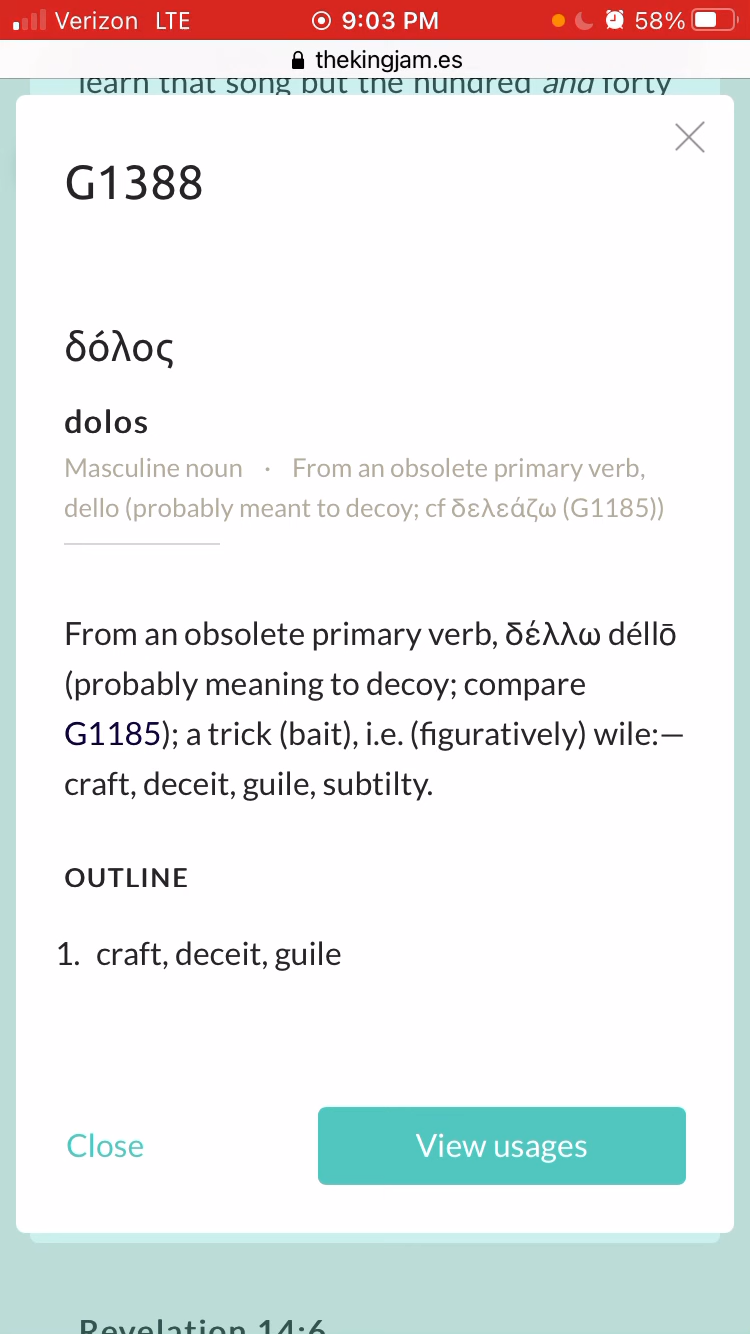 Verizon LTE 9:03 PM 58%
thekingjam.es
learn that song but the hundred and forty
G1388
δόλος
dolos
Masculine noun · From an obsolete primary verb,
dello (probably meant to decoy; cf δελεάζω (G1185))
From an obsolete primary verb, δέλλω déllō
(probably meaning to decoy; compare
G1185); a trick (bait), i.e. (figuratively) wile:—
craft, deceit, guile, subtilty.
OUTLINE
1. craft, deceit, guile
Close View usages
Revelation 14:6